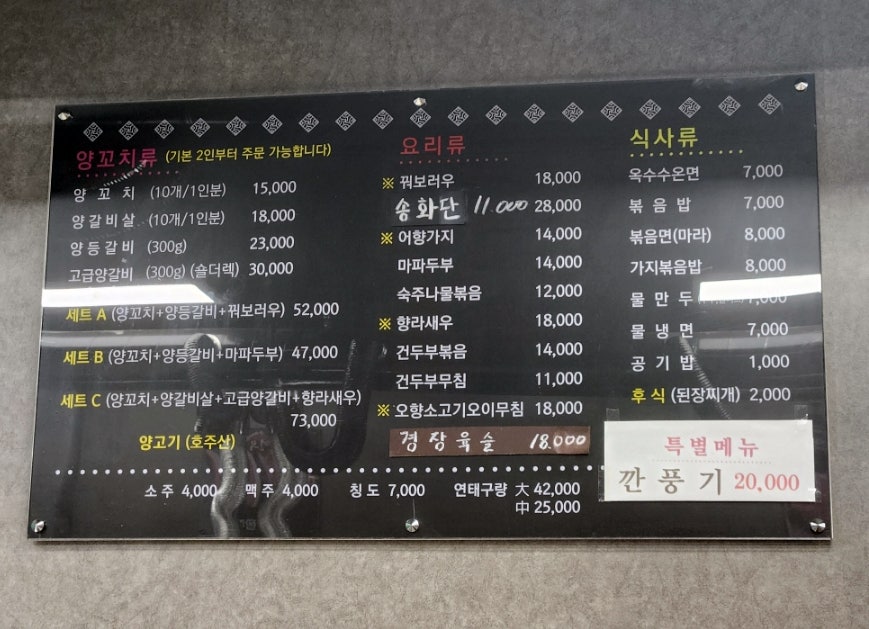 양꼬치류 (기본 2인부터 주문 가능합니다)
양 꼬 치 (10개/1인분) 15,000
양갈비살 (10개/1인분) 18,000
양등갈비 (300g) 23,000
고급양갈비 (300g) (숄더렉) 30,000
세트 A (양꼬치+양등갈비+꿔보러우) 52,000
세트 B (양꼬치+양등갈비+마파두부) 47,000
세트 C (양꼬치+양갈비살+고급양갈비+향라새우)
73,000
양고기 (호주산)
요리류
※ 꿔보러우 18,000
송화단 11.000 28,000
※ 어향가지 14,000
마파두부 14,000
숙주나물볶음 12,000
※ 향라새우 18,000
건두부볶음 14,000
건두부무침 11,000
※ 오향소고기오이무침 18,000
경장육슬 18.000
식사류
옥수수온면 7,000
볶음밥 7,000
볶음면(마라) 8,000
가지볶음밥 8,000
물만두 7,000
물냉면 7,000
공기밥 1,000
후식 (된장찌개) 2,000
특별메뉴
깐풍기 20,000
소주 4,000 맥주 4,000 칭도 7,000 연태구량 大 42,000
中 25,000